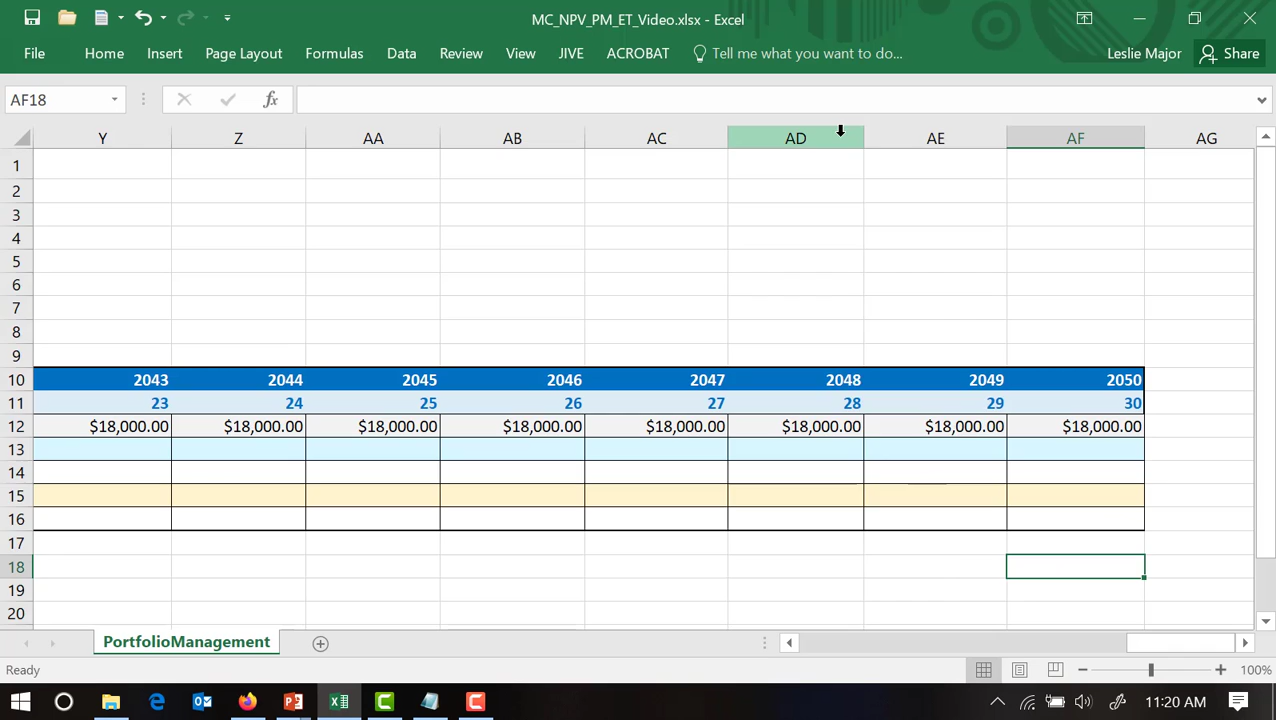 MC_NPV_PM_ET_Video.xlsx - Excel
File Home Insert Page Layout Formulas Data Review View JIVE ACROBAT Tell me what you want to do... Leslie Major Share
AF18 fx
Y Z AA AB AC AD AE AF AG
1
2
3
4
5
6
7
8
9
10 2043 2044 2045 2046 2047 2048 2049 2050
11 23 24 25 26 27 28 29 30
12 $18,000.00 $18,000.00 $18,000.00 $18,000.00 $18,000.00 $18,000.00 $18,000.00 $18,000.00
13
14
15
16
17
18
19
20
PortfolioManagement
Ready 100%
11:20 AM